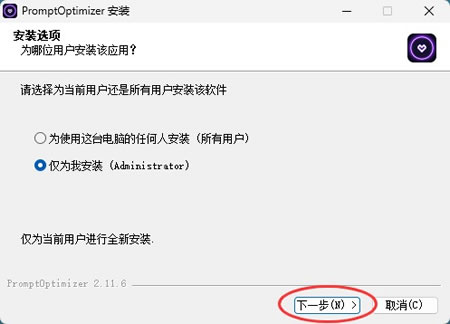 PromptOptimizer 安装
安装选项
为哪位用户安装该应用？
请选择为当前用户还是所有用户安装该软件
为使用这台电脑的任何人安装（所有用户）
仅为我安装（Administrator）
仅为当前用户进行全新安装.
PromptOptimizer 2.11.6
下一步(N) >
取消(C)